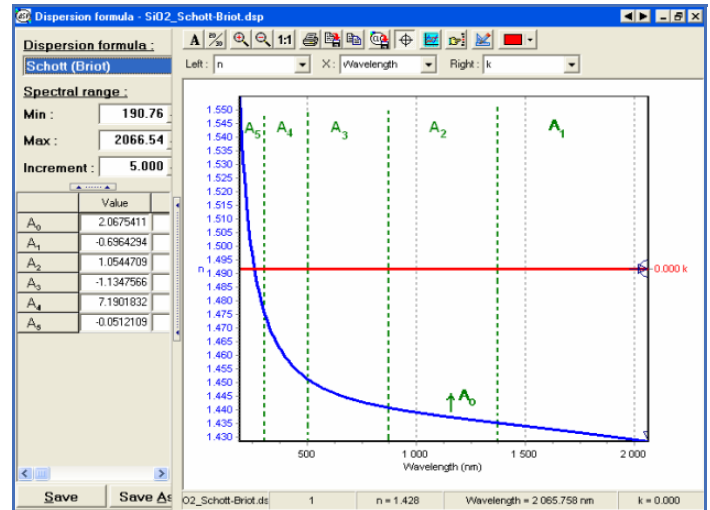 Dispersion formula - SiO2_Schott-Briot.dsp
Dispersion formula :
Schott (Briot)
Spectral range :
Min : 190.76
Max : 2066.54
Increment : 5.000
Value
A0 2.0675411
A1 -0.6964294
A2 1.0544709
A3 -1.1347566
A4 7.1901832
A5 -0.0512109
Save Save As
A 1:1
Left : n X : Wavelength Right : k
1.550
1.545
1.540
1.535
1.530
1.525
1.520
1.515
1.510
1.505
1.500
1.495
n 1.490
1.485
1.480
1.475
1.470
1.465
1.460
1.455
1.450
1.445
1.440
1.435
1.430
A5 A4 A3 A2 A1
0.000 k
A0
500 1 000 1 500 2 000
Wavelength (nm)
O2_Schott-Briot.ds 1 n = 1.428 Wavelength = 2 065.758 nm k = 0.000